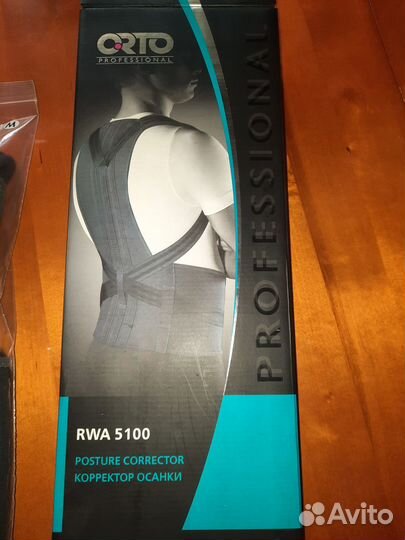 ORTO
PROFESSIONAL
PROFESSIONAL
M
RWA 5100
POSTURE CORRECTOR
КОРРЕКТОР ОСАНКИ
Avito